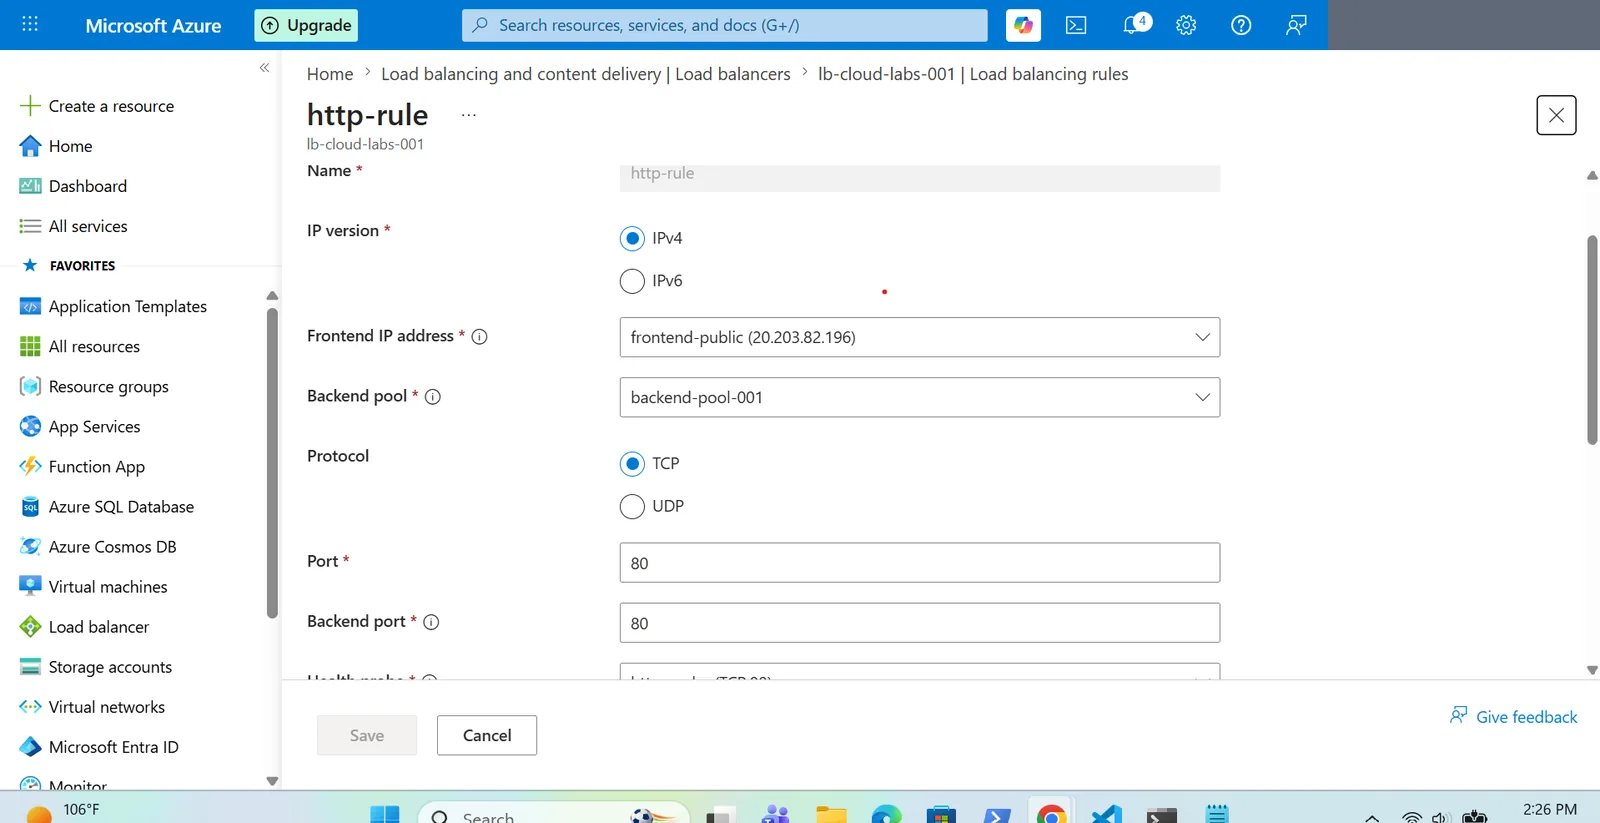 Microsoft Azure
Upgrade
Search resources, services, and docs (G+/)
4
Create a resource
Home
Dashboard
All services
FAVORITES
Application Templates
All resources
Resource groups
App Services
Function App
Azure SQL Database
Azure Cosmos DB
Virtual machines
Load balancer
Storage accounts
Virtual networks
Microsoft Entra ID
Monitor
Home > Load balancing and content delivery | Load balancers > lb-cloud-labs-001 | Load balancing rules
http-rule ...
lb-cloud-labs-001
Name * http-rule
IP version * IPv4
IPv6
Frontend IP address * frontend-public (20.203.82.196)
Backend pool * backend-pool-001
Protocol TCP
UDP
Port * 80
Backend port * 80
Health probe *
Save Cancel
Give feedback
106°F
Search
2:26 PM